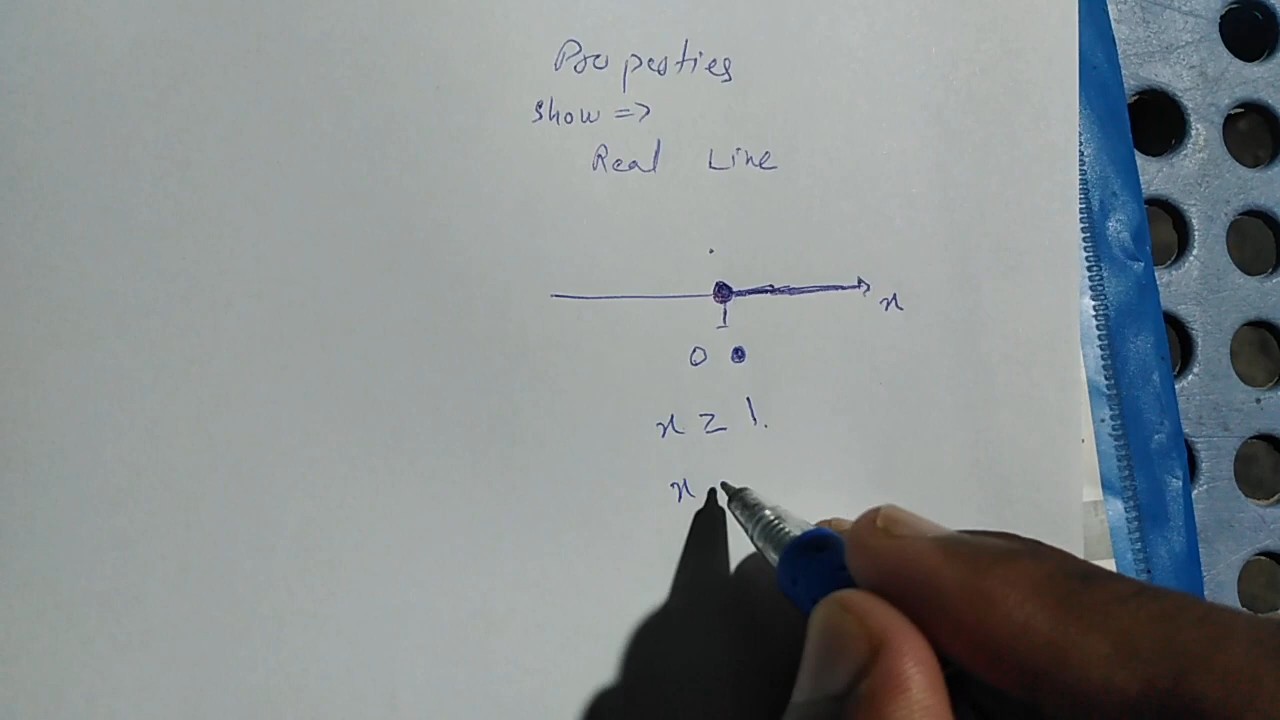 Properties
Show =>
Real Line
x
1
0
x ≥ 1.
x